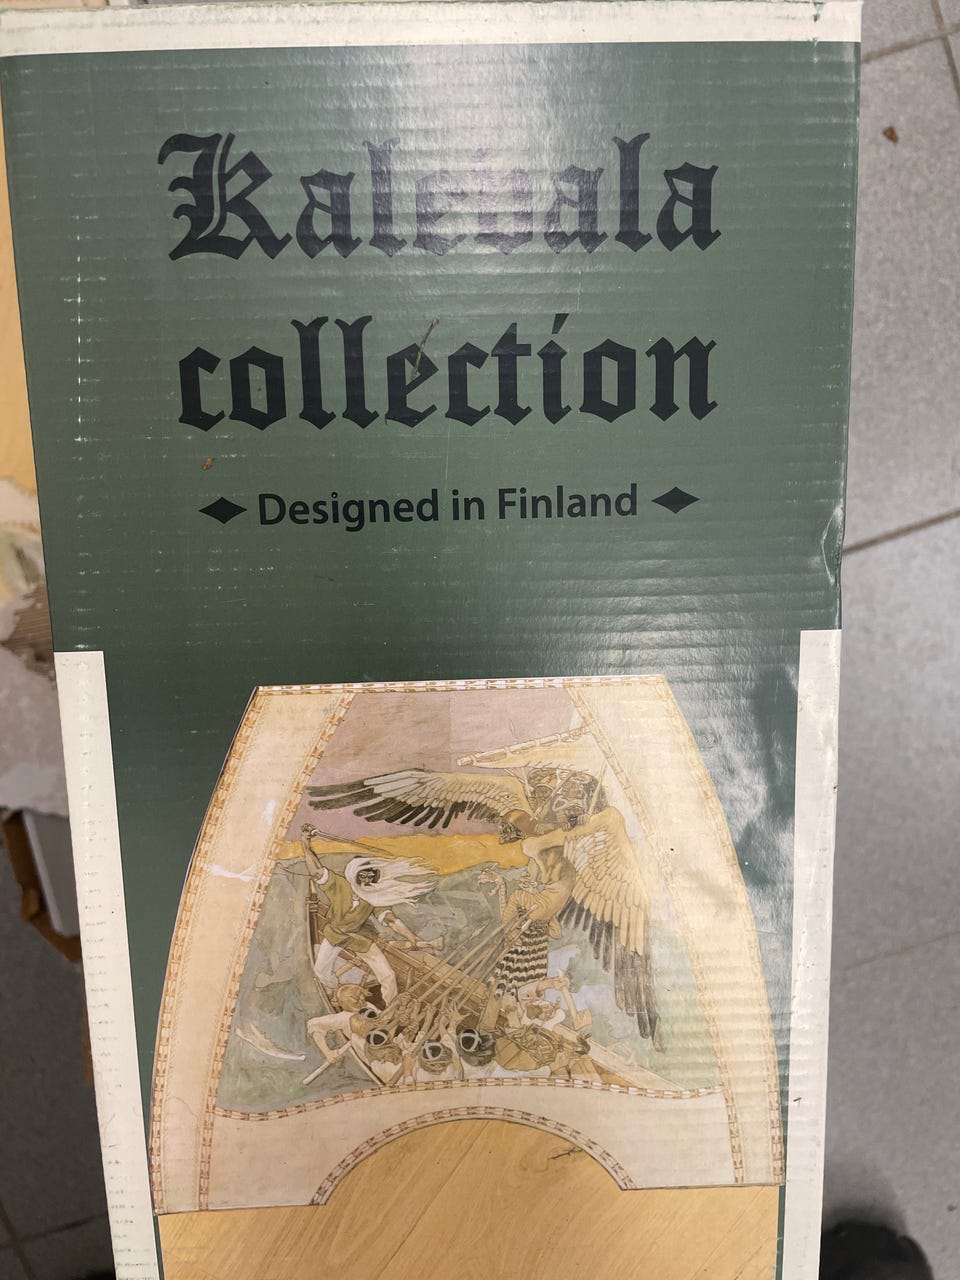 Kalevala
collection
Designed in Finland